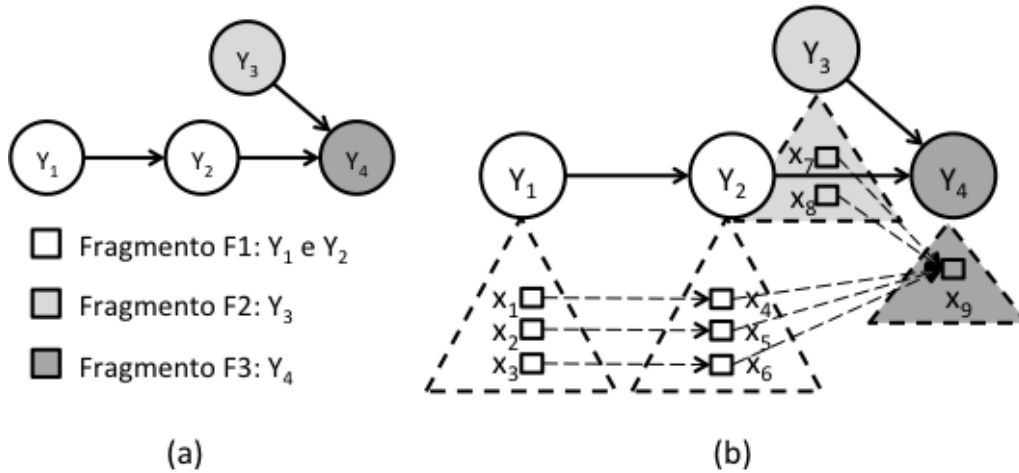 Y₃
Y₁ Y₂ Y₄
Fragmento F1: Y₁ e Y₂
Fragmento F2: Y₃
Fragmento F3: Y₄
(a)
Y₃
Y₁ Y₂ Y₄
x₇
x₈
x₁ x₄
x₂ x₅
x₃ x₆
x₉
(b)